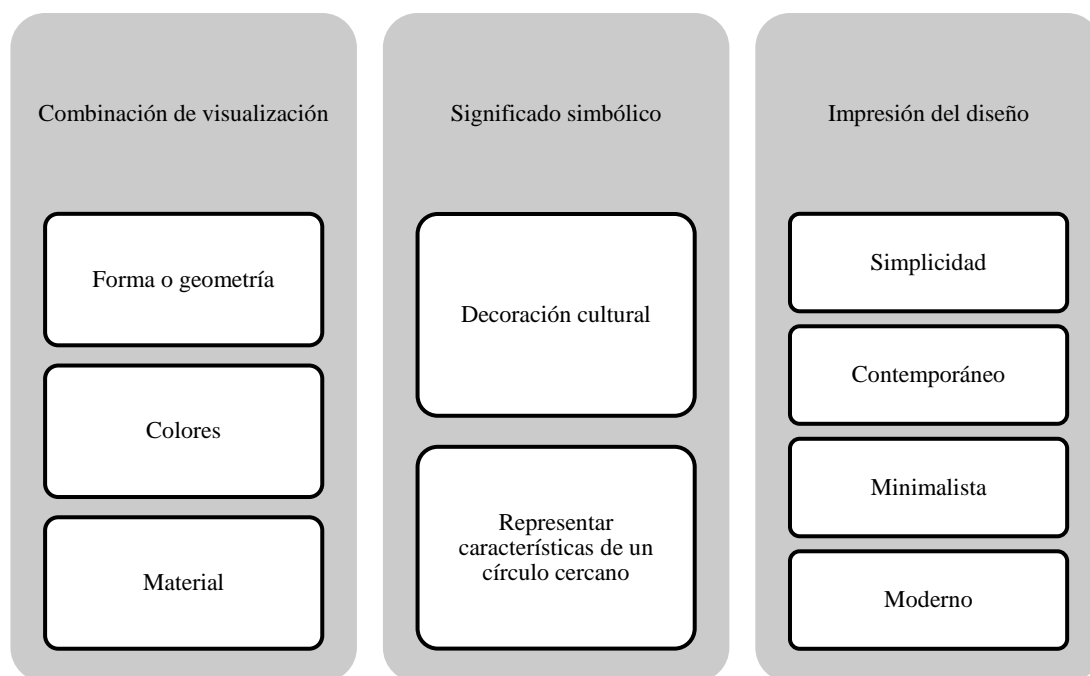 Combinación de visualización
Forma o geometría
Colores
Material
Significado simbólico
Decoración cultural
Representar
características de un
círculo cercano
Impresión del diseño
Simplicidad
Contemporáneo
Minimalista
Moderno